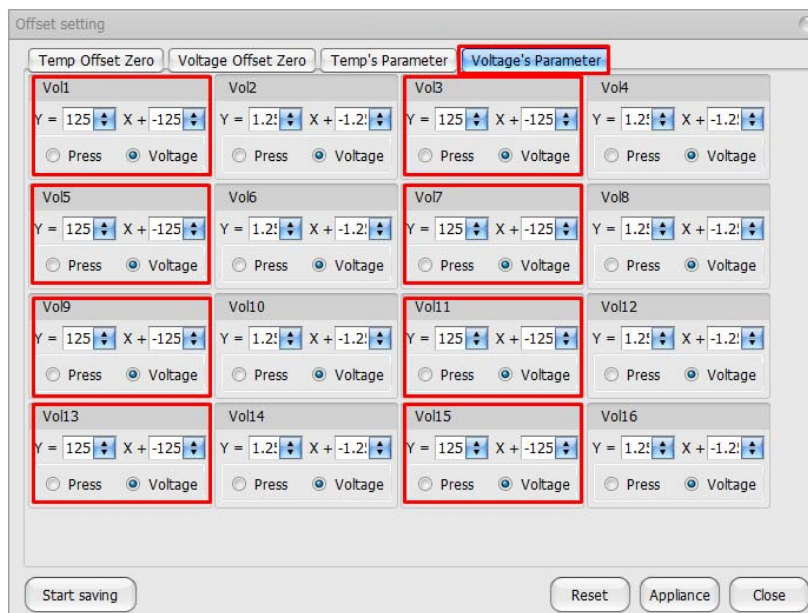 Offset setting
Temp Offset Zero Voltage Offset Zero Temp's Parameter Voltage's Parameter
Vol1 Vol2 Vol3 Vol4
Y = 125 X + -125 Y = 1.2 X + -1.2 Y = 125 X + -125 Y = 1.2 X + -1.2
Press Voltage Press Voltage Press Voltage Press Voltage
Vol5 Vol6 Vol7 Vol8
Y = 125 X + -125 Y = 1.2 X + -1.2 Y = 125 X + -125 Y = 1.2 X + -1.2
Press Voltage Press Voltage Press Voltage Press Voltage
Vol9 Vol10 Vol11 Vol12
Y = 125 X + -125 Y = 1.2 X + -1.2 Y = 125 X + -125 Y = 1.2 X + -1.2
Press Voltage Press Voltage Press Voltage Press Voltage
Vol13 Vol14 Vol15 Vol16
Y = 125 X + -125 Y = 1.2 X + -1.2 Y = 125 X + -125 Y = 1.2 X + -1.2
Press Voltage Press Voltage Press Voltage Press Voltage
Start saving Reset Appliance Close